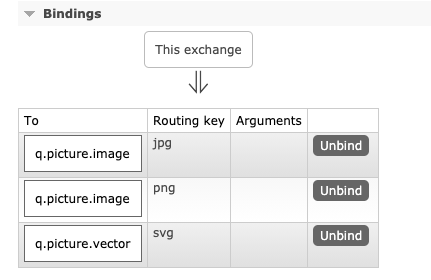 Bindings
This exchange
To Routing key Arguments
q.picture.image jpg Unbind
q.picture.image png Unbind
q.picture.vector svg Unbind